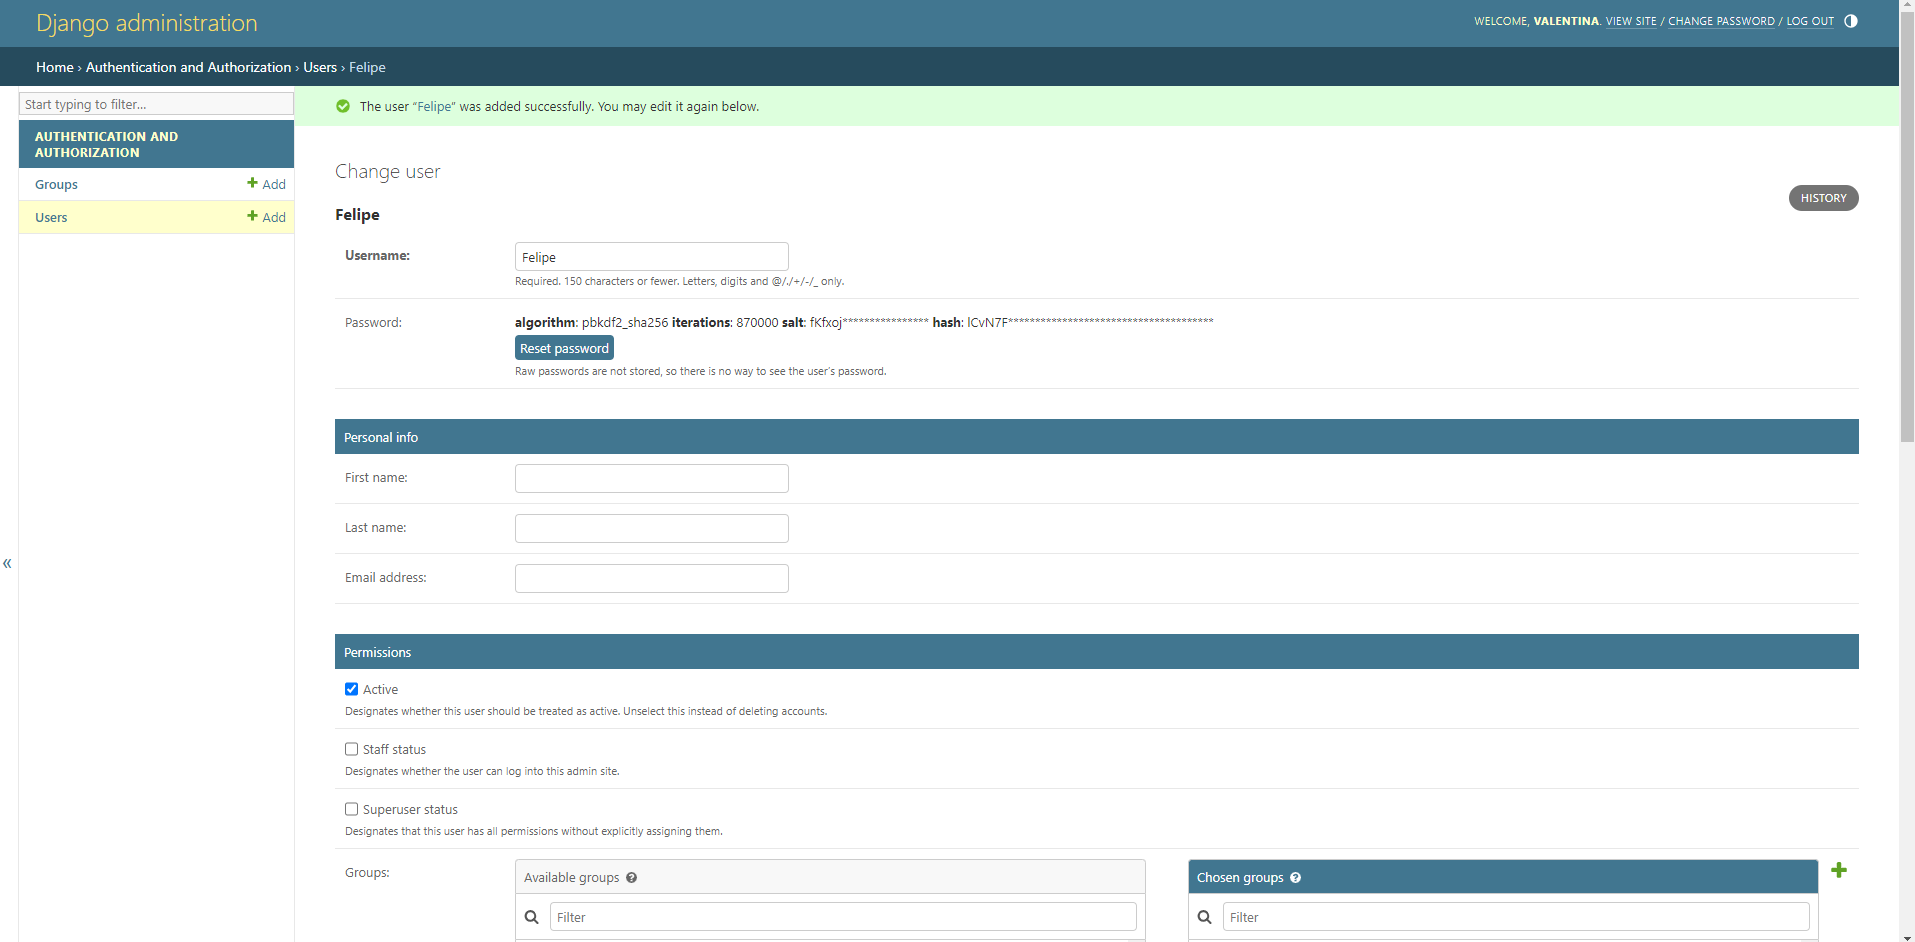 Django administration
WELCOME, VALENTINA. VIEW SITE / CHANGE PASSWORD / LOG OUT
Home › Authentication and Authorization › Users › Felipe
Start typing to filter...
AUTHENTICATION AND
AUTHORIZATION
Groups + Add
Users + Add
«
The user “Felipe” was added successfully. You may edit it again below.
Change user
HISTORY
Felipe
Username: Felipe
Required. 150 characters or fewer. Letters, digits and @/./+/-/_ only.
Password: algorithm: pbkdf2_sha256 iterations: 870000 salt: fKfxoj**************** hash: lCvN7F**************************************
Reset password
Raw passwords are not stored, so there is no way to see the user’s password.
Personal info
First name:
Last name:
Email address:
Permissions
Active
Designates whether this user should be treated as active. Unselect this instead of deleting accounts.
Staff status
Designates whether the user can log into this admin site.
Superuser status
Designates that this user has all permissions without explicitly assigning them.
Groups: Available groups ? Chosen groups ? +
Filter Filter